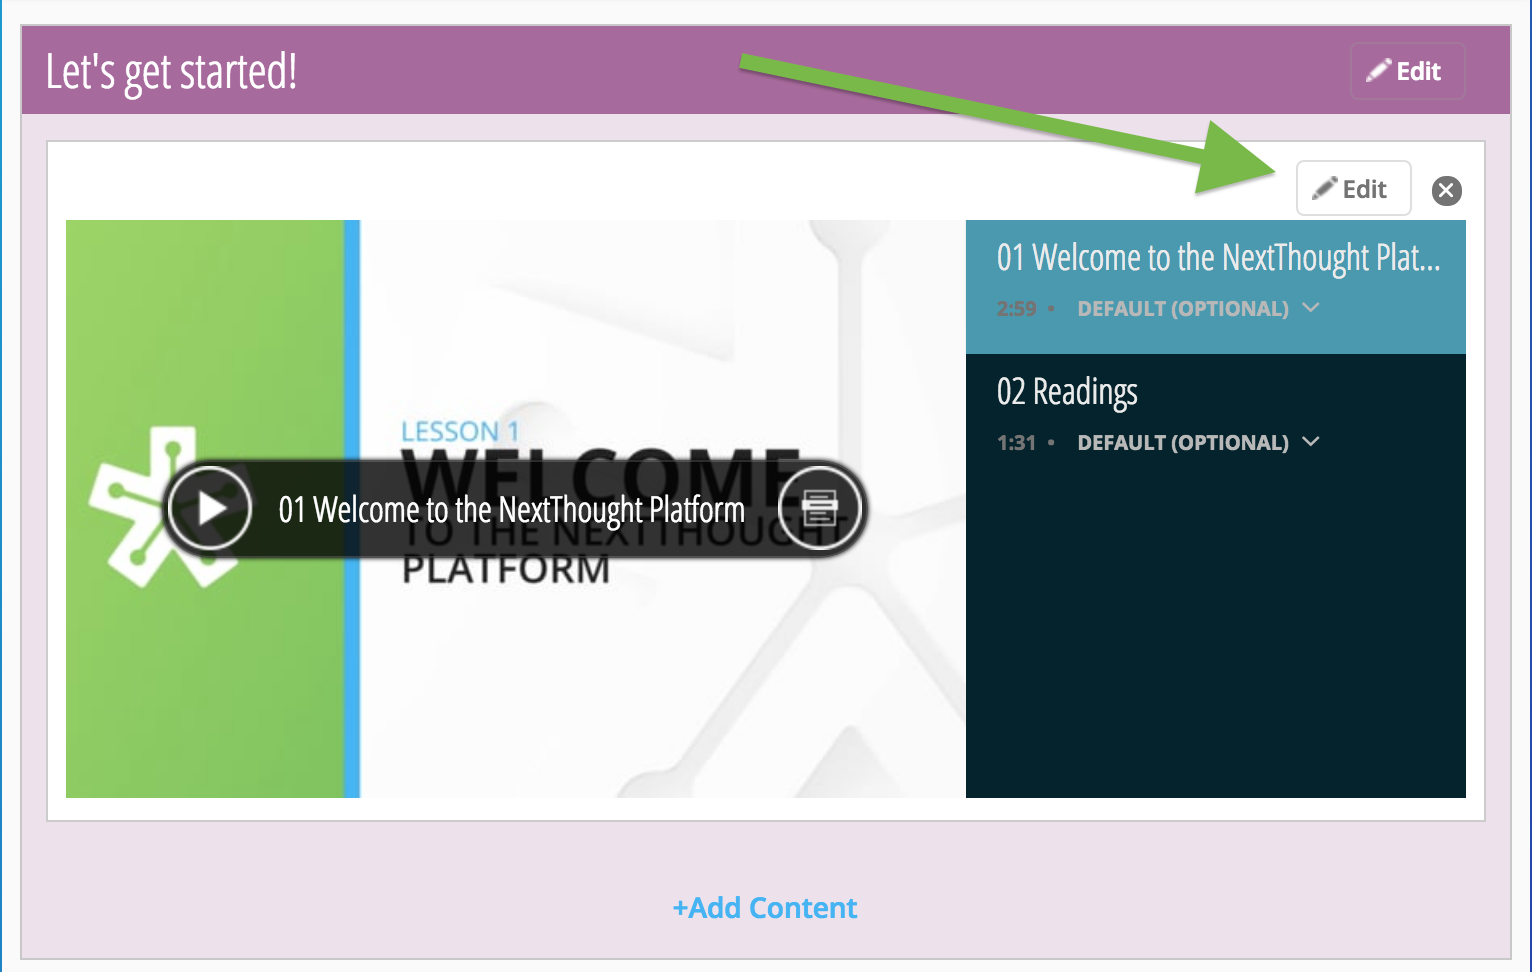 Let's get started!
Edit
Edit
01 Welcome to the NextThought Plat...
2:59 • DEFAULT (OPTIONAL)
02 Readings
1:31 • DEFAULT (OPTIONAL)
LESSON 1
WELCOME
01 Welcome to the NextThought Platform
TO THE NEXTTHOUGHT
PLATFORM
+Add Content